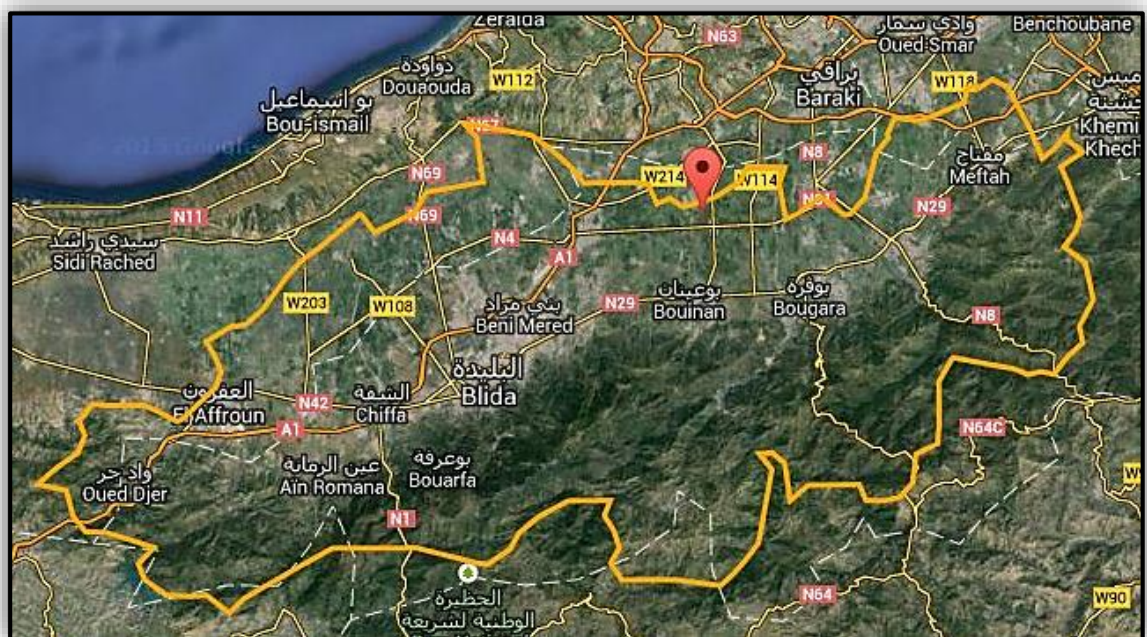 Zeralda
N63
وادي سمار
Oued-Smar
Benchoubane
دواودة
Douaouda
W112
براقي
Baraki
W118
بو اسماعيل
Bou-ismail
N67
N8
مفتاح
Meftah
Khemi
Khech
N69
W214
W114
N11
N69
N29
سيدي راشد
Sidi Rached
N4
A1
W203
W108
بني مراد
Beni Mered
N29
بوعينان
Bouinan
بوقرة
Bougara
N8
البليدة
Blida
العفرون
El Affroun
الشفة
Chiffa
N42
A1
N64C
واد جر
Oued Djer
عين الرمانة
Aïn Romana
بوعرفة
Bouarfa
N1
الحظيرة
الوطنية لشريعة
N64
W90